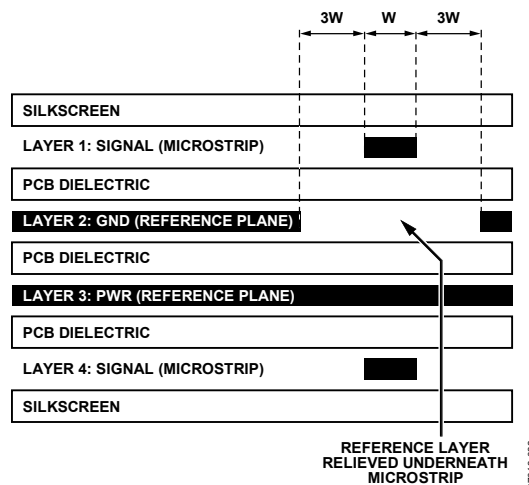 3W W 3W
SILKSCREEN
LAYER 1: SIGNAL (MICROSTRIP)
PCB DIELECTRIC
LAYER 2: GND (REFERENCE PLANE)
PCB DIELECTRIC
LAYER 3: PWR (REFERENCE PLANE)
PCB DIELECTRIC
LAYER 4: SIGNAL (MICROSTRIP)
SILKSCREEN
REFERENCE LAYER
RELIEVED UNDERNEATH
MICROSTRIP